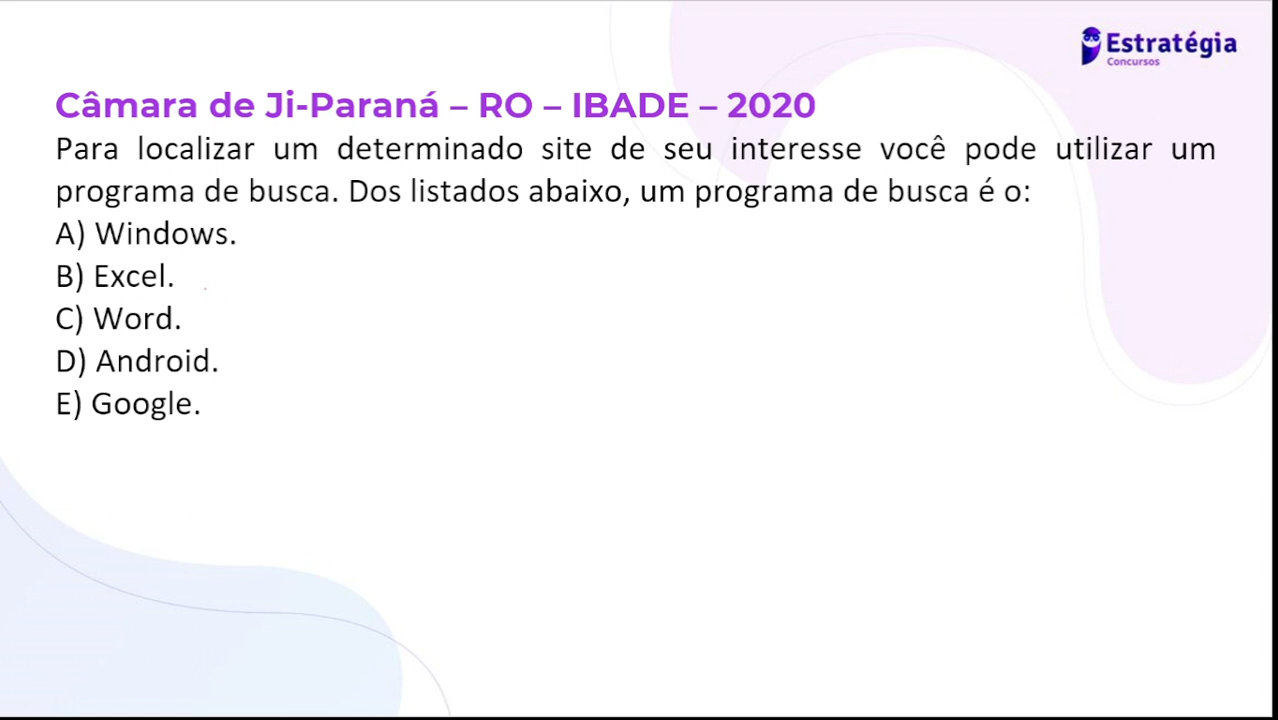 Estratégia
Concursos
Câmara de Ji-Paraná – RO – IBADE – 2020
Para localizar um determinado site de seu interesse você pode utilizar um
programa de busca. Dos listados abaixo, um programa de busca é o:
A) Windows.
B) Excel.
C) Word.
D) Android.
E) Google.